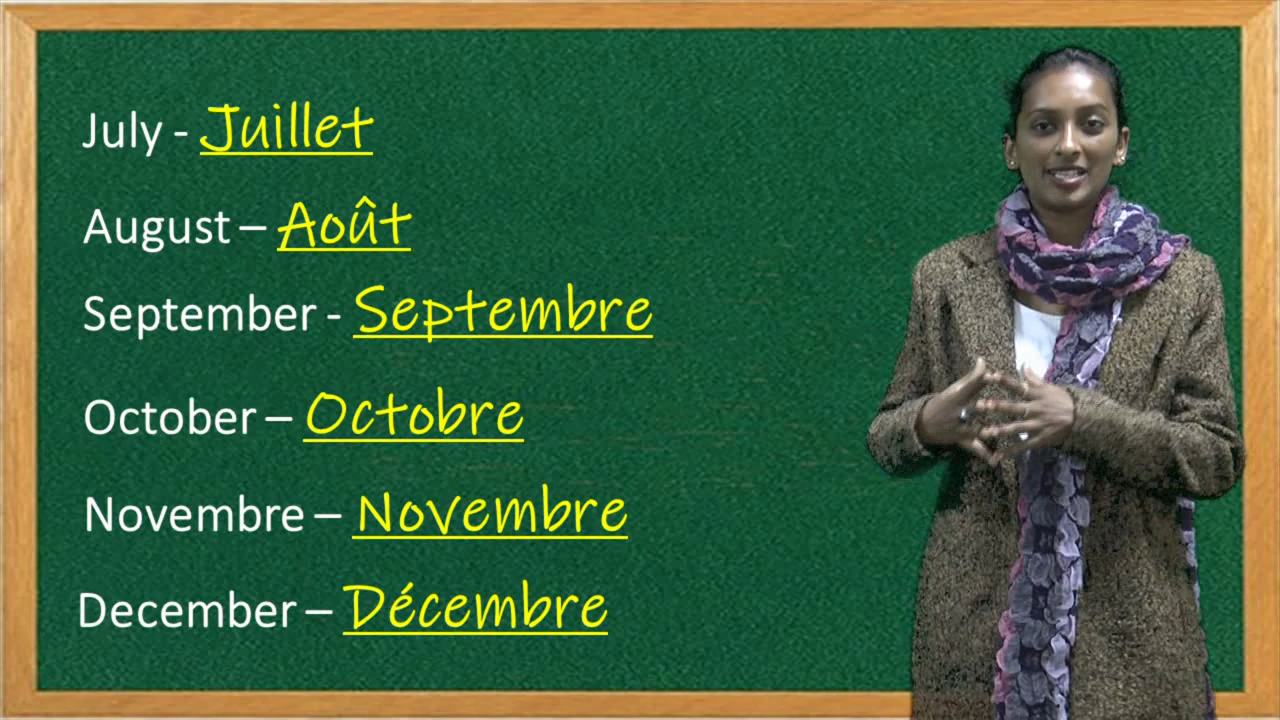 July - Juillet
August – Août
September - Septembre
October – Octobre
Novembre – Novembre
December – Décembre